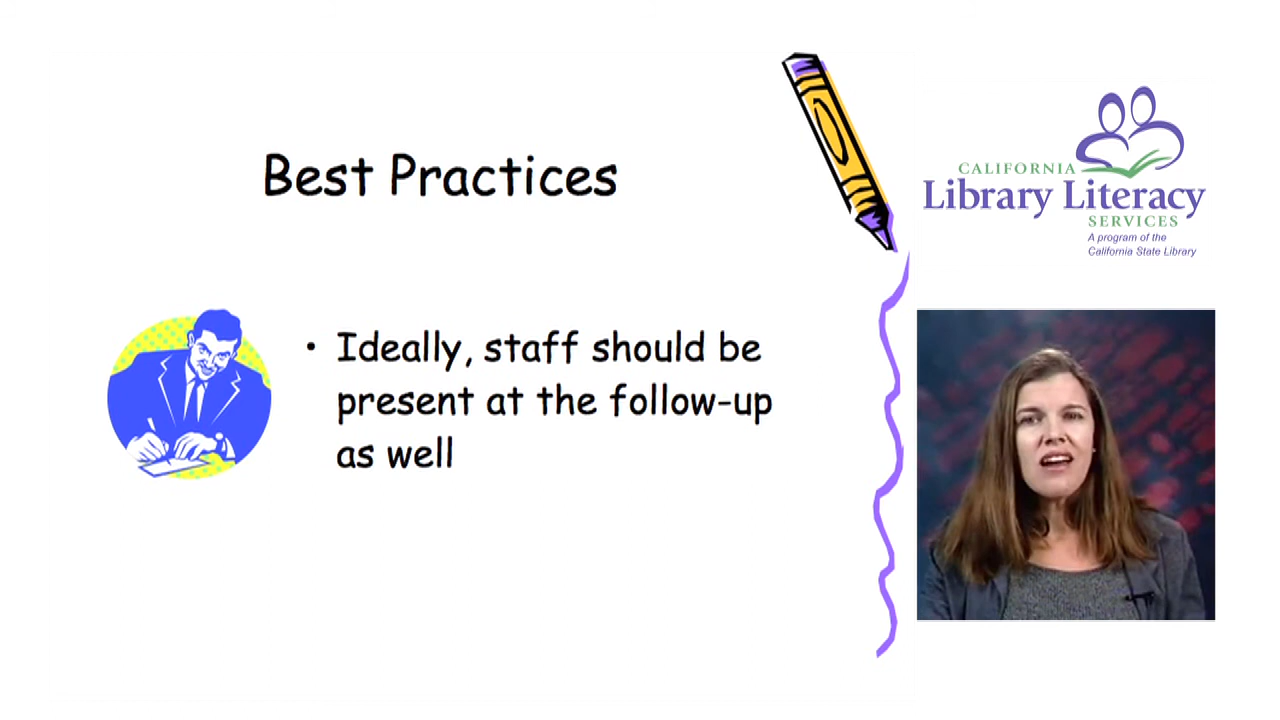 Best Practices
• Ideally, staff should be
present at the follow-up
as well
CALIFORNIA
Library Literacy
SERVICES
A program of the
California State Library